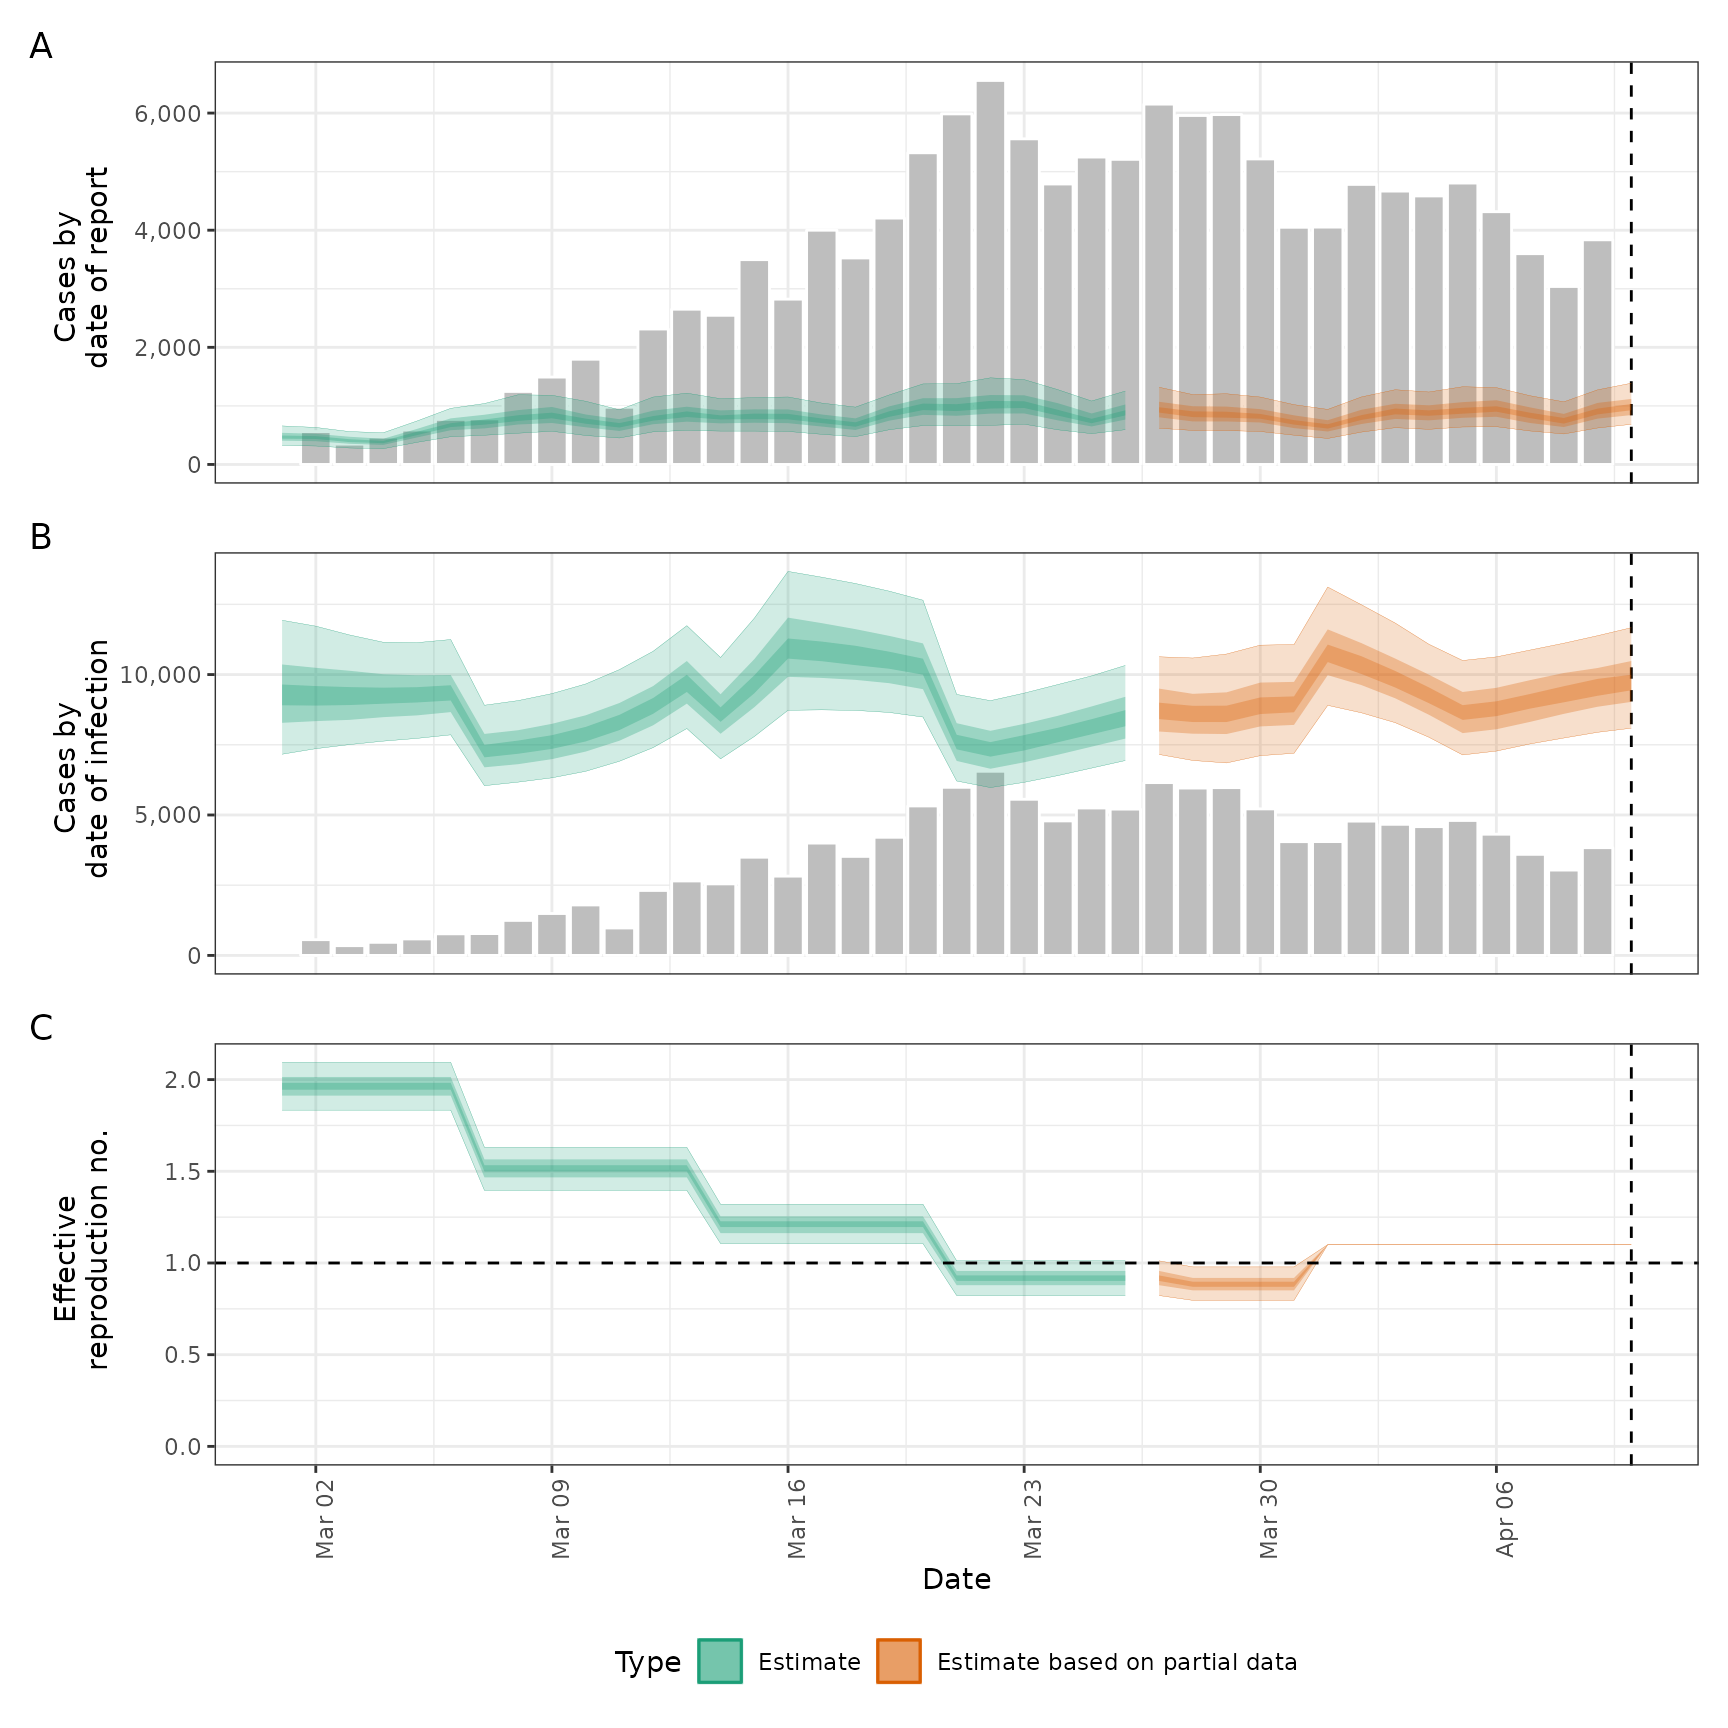 A
Cases by
date of report
6,000
4,000
2,000
0
B
Cases by
date of infection
10,000
5,000
0
C
Effective
reproduction no.
2.0
1.5
1.0
0.5
0.0
Mar 02
Mar 09
Mar 16
Mar 23
Mar 30
Apr 06
Date
Type
Estimate
Estimate based on partial data